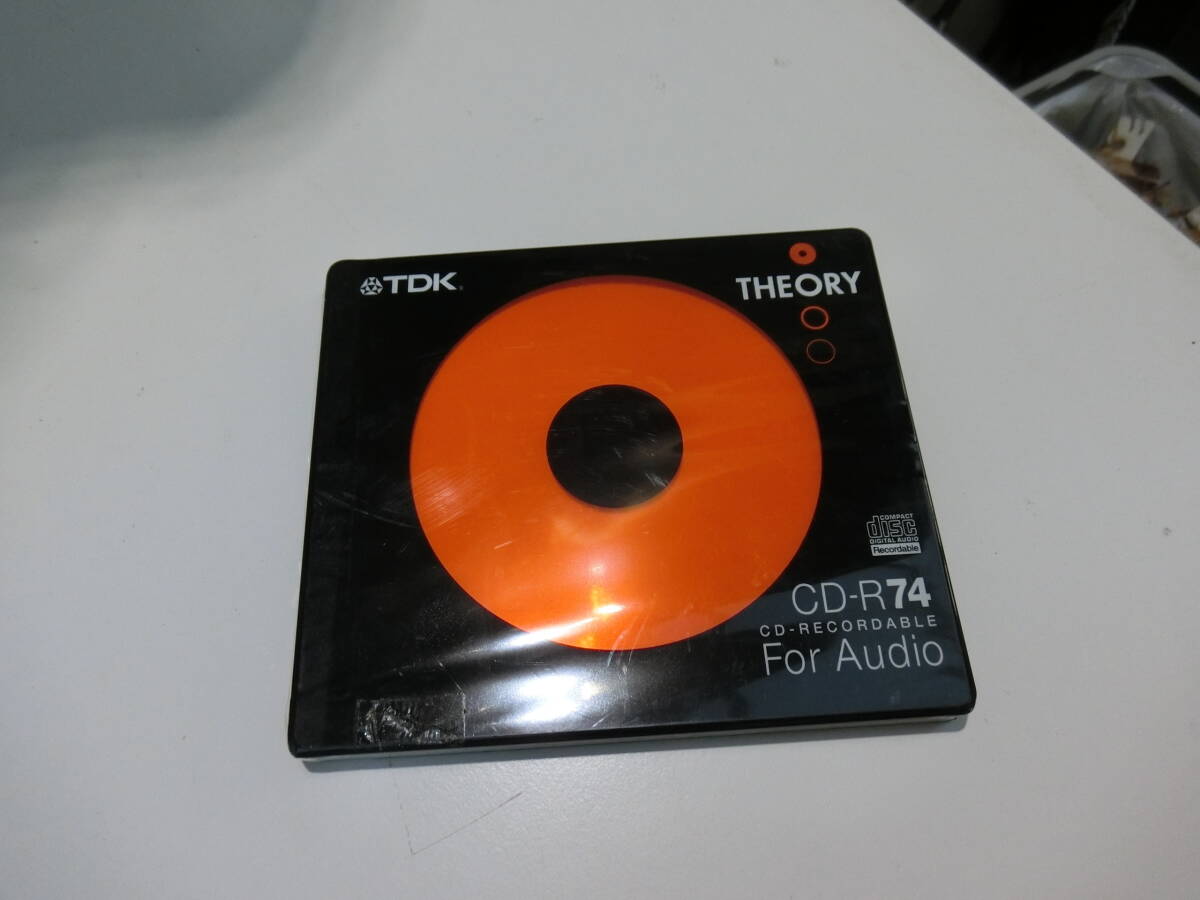 TDK
THEORY
COMPACT
disc
DIGITAL AUDIO
Recordable
CD-R74
CD-RECORDABLE
For Audio